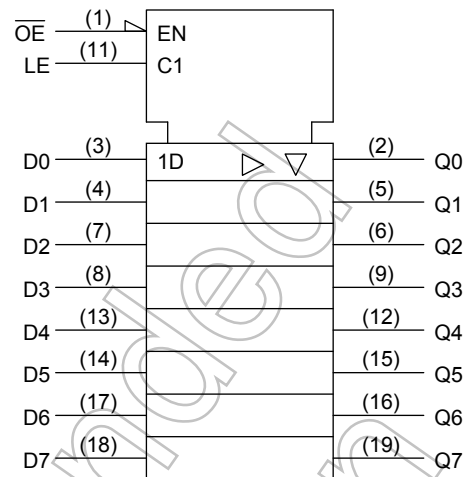 OE (1) EN
LE (11) C1
D0 (3) 1D (2) Q0
D1 (4) (5) Q1
D2 (7) (6) Q2
D3 (8) (9) Q3
D4 (13) (12) Q4
D5 (14) (15) Q5
D6 (17) (16) Q6
D7 (18) (19) Q7
nded
n